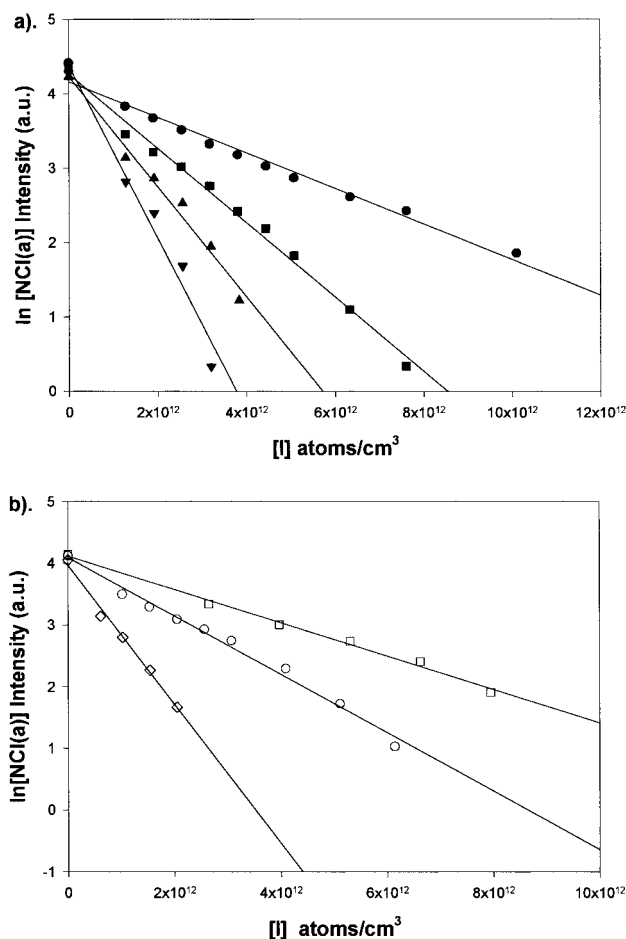 a).
5
4
3
2
1
0
ln [NCl(a)] Intensity (a.u.)
0 2x10¹² 4x10¹² 6x10¹² 8x10¹² 10x10¹² 12x10¹²
[I] atoms/cm³
b).
5
4
3
2
1
0
-1
ln[NCl(a)] Intensity (a.u.)
0 2x10¹² 4x10¹² 6x10¹² 8x10¹² 10x10¹²
[I] atoms/cm³